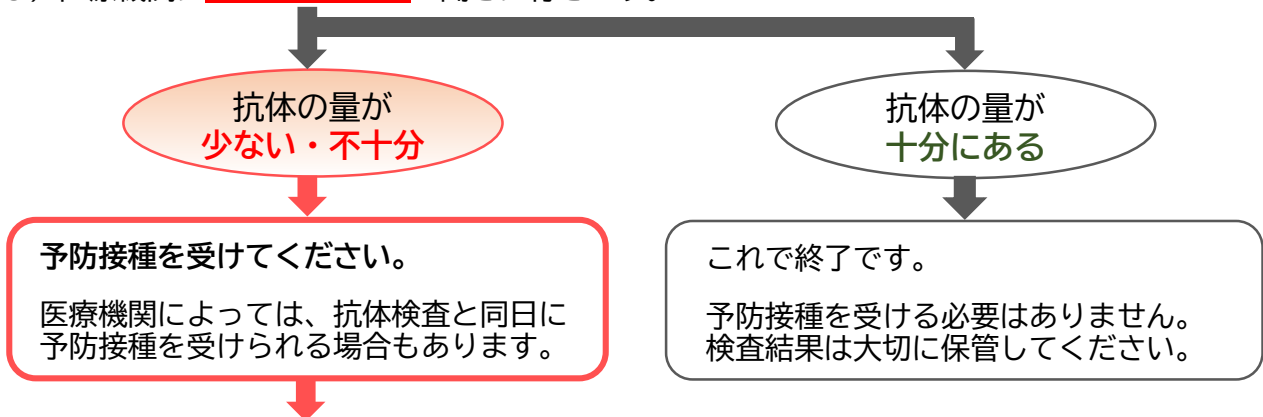 抗体の量が
少ない・不十分
抗体の量が
十分にある
予防接種を受けてください。
医療機関によっては、抗体検査と同日に
予防接種を受けられる場合もあります。
これで終了です。
予防接種を受ける必要はありません。
検査結果は大切に保管してください。